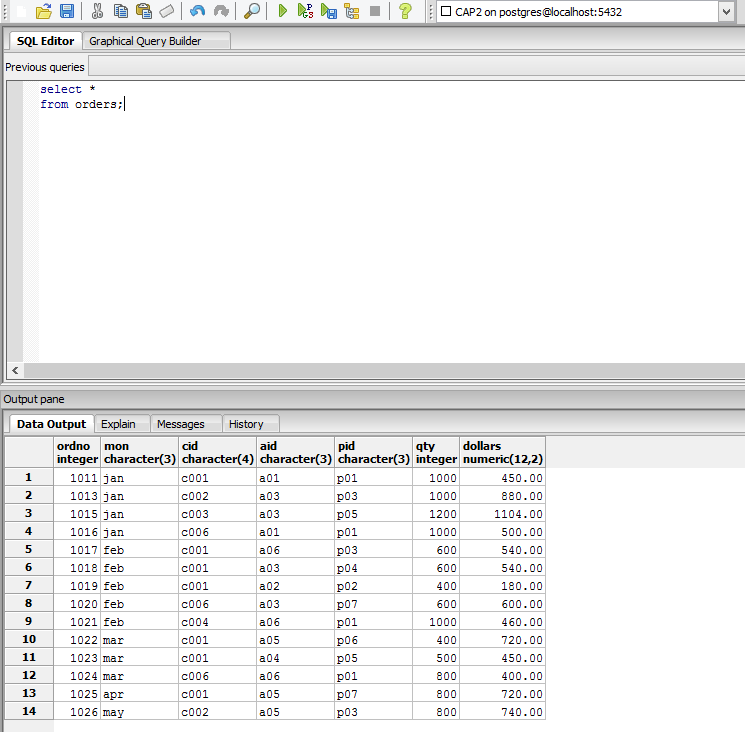 CAP2 on postgres@localhost:5432
SQL Editor Graphical Query Builder
Previous queries
select *
from orders;
Output pane
Data Output Explain Messages History
ordno mon cid aid pid qty dollars
integer character(3) character(4) character(3) character(3) integer numeric(12,2)
1 1011 jan c001 a01 p01 1000 450.00
2 1013 jan c002 a03 p03 1000 880.00
3 1015 jan c003 a03 p05 1200 1104.00
4 1016 jan c006 a01 p01 1000 500.00
5 1017 feb c001 a06 p03 600 540.00
6 1018 feb c001 a03 p04 600 540.00
7 1019 feb c001 a02 p02 400 180.00
8 1020 feb c006 a03 p07 600 600.00
9 1021 feb c004 a06 p01 1000 460.00
10 1022 mar c001 a05 p06 400 720.00
11 1023 mar c001 a04 p05 500 450.00
12 1024 mar c006 a06 p01 800 400.00
13 1025 apr c001 a05 p07 800 720.00
14 1026 may c002 a05 p03 800 740.00